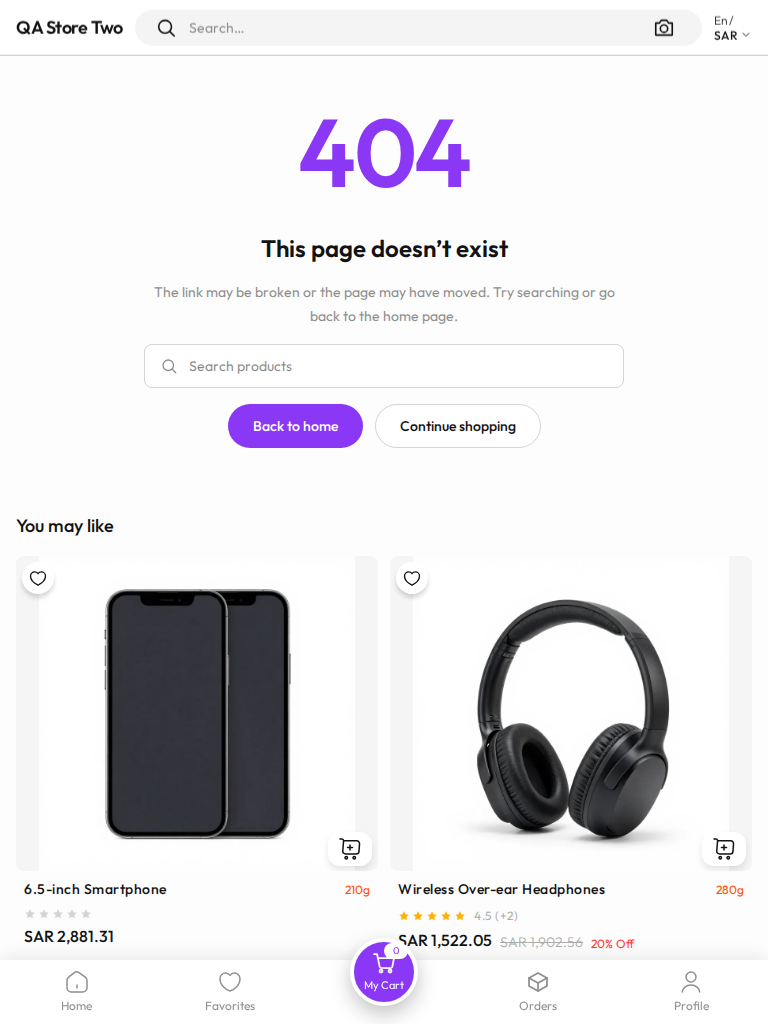 QA Store Two
Search...
En/
SAR
404
This page doesn't exist
The link may be broken or the page may have moved. Try searching or go
back to the home page.
Search products
Back to home
Continue shopping
You may like
6.5-inch Smartphone
210g
SAR 2,881.31
Wireless Over-ear Headphones
280g
4.5 (+2)
SAR 1,522.05 SAR 1,902.56 20% Off
Home
Favorites
0
My Cart
Orders
Profile